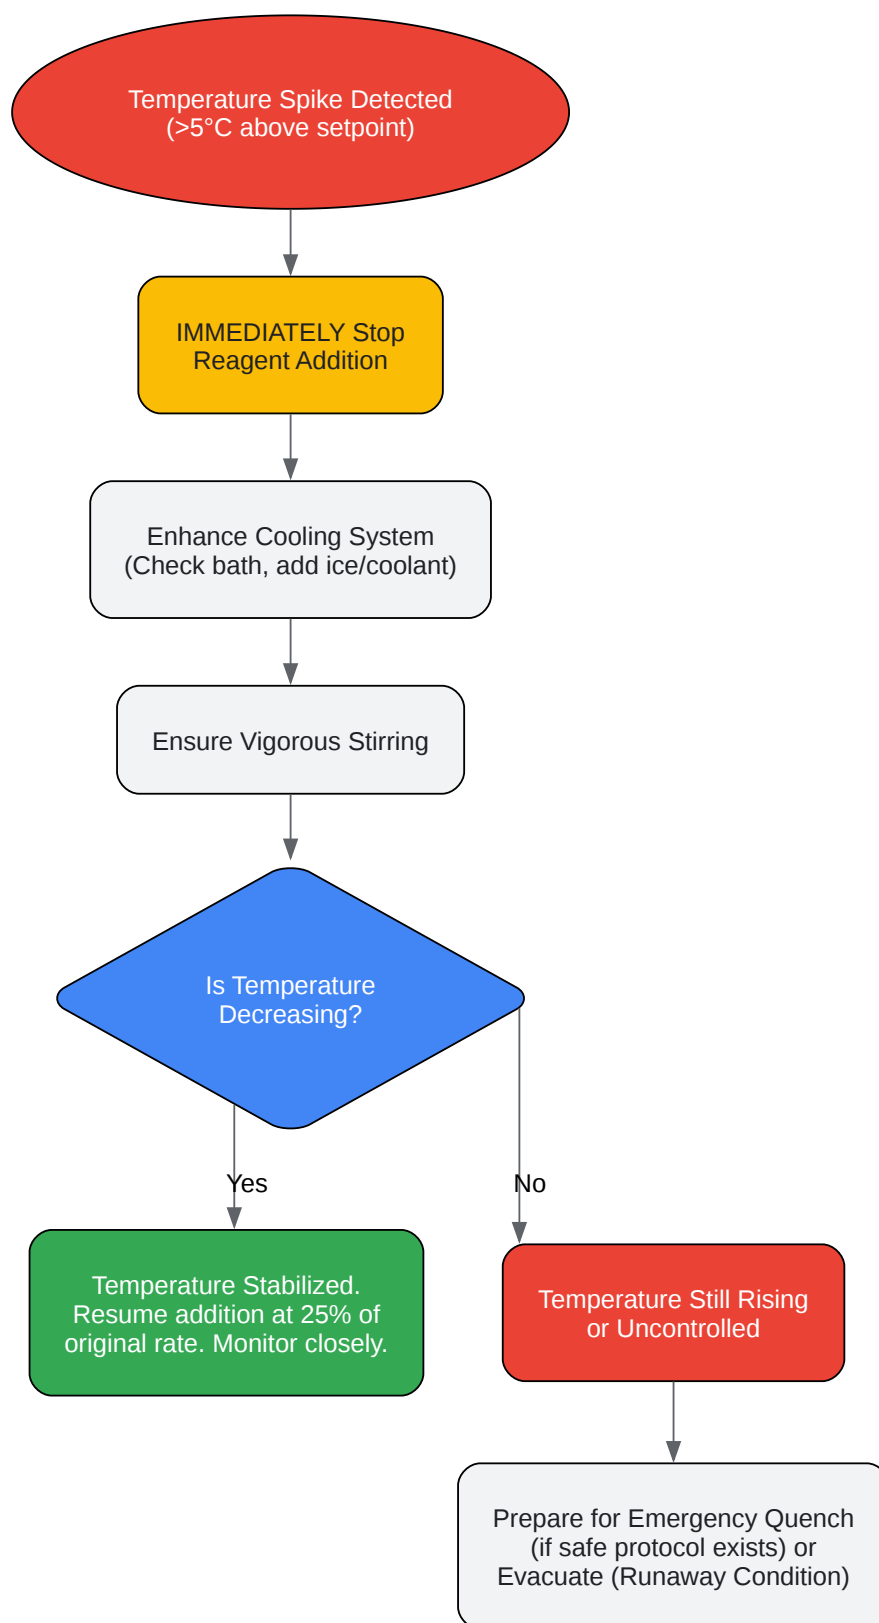 Temperature Spike Detected
(>5°C above setpoint)
IMMEDIATELY Stop
Reagent Addition
Enhance Cooling System
(Check bath, add ice/coolant)
Ensure Vigorous Stirring
Is Temperature
Decreasing?
Yes
No
Temperature Stabilized.
Resume addition at 25% of
original rate. Monitor closely.
Temperature Still Rising
or Uncontrolled
Prepare for Emergency Quench
(if safe protocol exists) or
Evacuate (Runaway Condition)